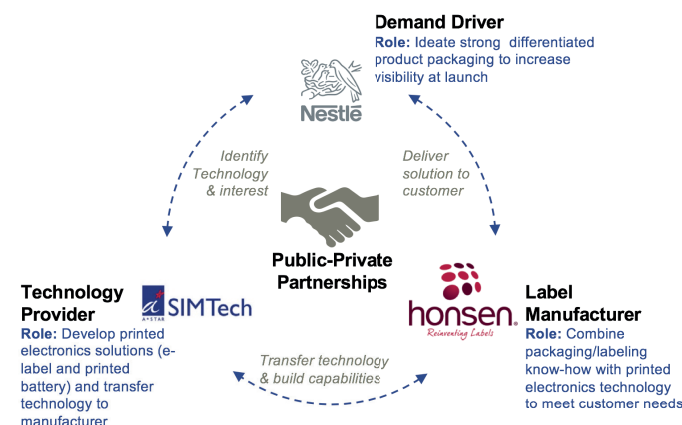 Demand Driver
Role: Ideate strong differentiated
product packaging to increase
visibility at launch
Nestlé
Identify
Technology
& interest
Deliver
solution to
customer
Public-Private
Partnerships
Technology
Provider
Role: Develop printed
electronics solutions (e-
label and printed
battery) and transfer
technology to
manufacturer
a
A★STAR
SIMTech
honsen.
Reinventing Labels
Label
Manufacturer
Role: Combine
packaging/labeling
know-how with printed
electronics technology
to meet customer needs
Transfer technology
& build capabilities